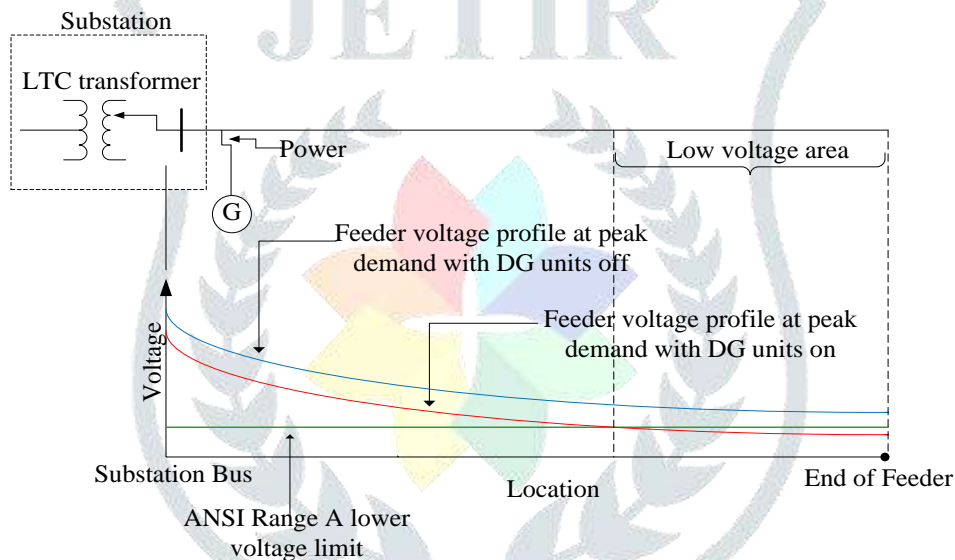 JETIR
Substation
LTC transformer
Power
Low voltage area
G
Feeder voltage profile at peak
demand with DG units off
Feeder voltage profile at peak
demand with DG units on
Voltage
Substation Bus
Location
End of Feeder
ANSI Range A lower
voltage limit